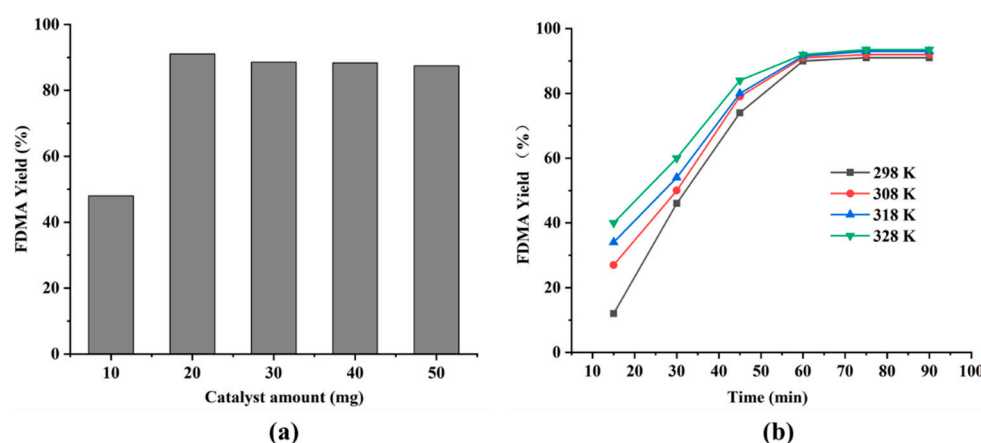 100
80
60
40
20
0
FDMA Yield (%)
10 20 30 40 50
Catalyst amount (mg)
(a)
100
80
60
40
20
0
FDMA Yield（%）
298 K
308 K
318 K
328 K
10 20 30 40 50 60 70 80 90 100
Time (min)
(b)